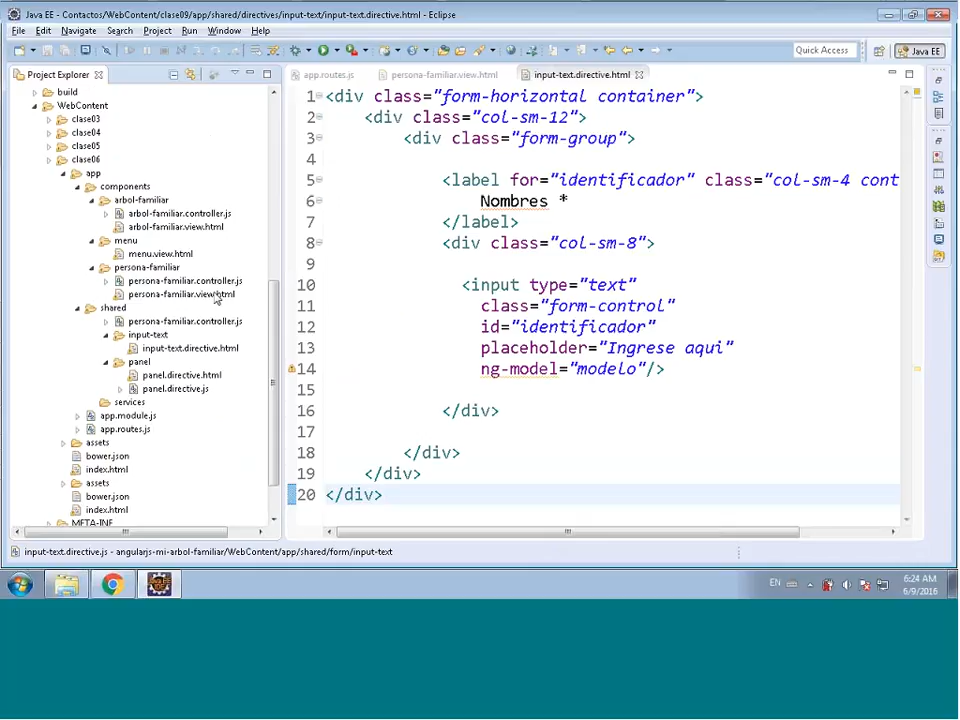 Java EE - Contactos/WebContent/clase09/app/shared/directives/input-text/input-text.directive.html - Eclipse
File Edit Navigate Search Project Run Window Help
Quick Access
Java EE
Project Explorer
build
WebContent
clase03
clase04
clase05
clase06
app
components
arbol-familiar
arbol-familiar.controller.js
arbol-familiar.view.html
menu
menu.view.html
persona-familiar
persona-familiar.controller.js
persona-familiar.view.html
shared
persona-familiar.controller.js
input-text
input-text.directive.html
panel
panel.directive.html
panel.directive.js
services
app.module.js
app.routes.js
assets
bower.json
index.html
assets
bower.json
index.html
META-INF
app.routes.js
persona-familiar.view.html
input-text.directive.html
1 <div class="form-horizontal container">
2 <div class="col-sm-12">
3 <div class="form-group">
4
5 <label for="identificador" class="col-sm-4 cont
6 Nombres *
7 </label>
8 <div class="col-sm-8">
9
10 <input type="text"
11 class="form-control"
12 id="identificador"
13 placeholder="Ingrese aqui"
14 ng-model="modelo"/>
15
16 </div>
17
18 </div>
19 </div>
20 </div>
input-text.directive.js - angularjs-mi-arbol-familiar/WebContent/app/shared/form/input-text
EN
6:24 AM
6/9/2016